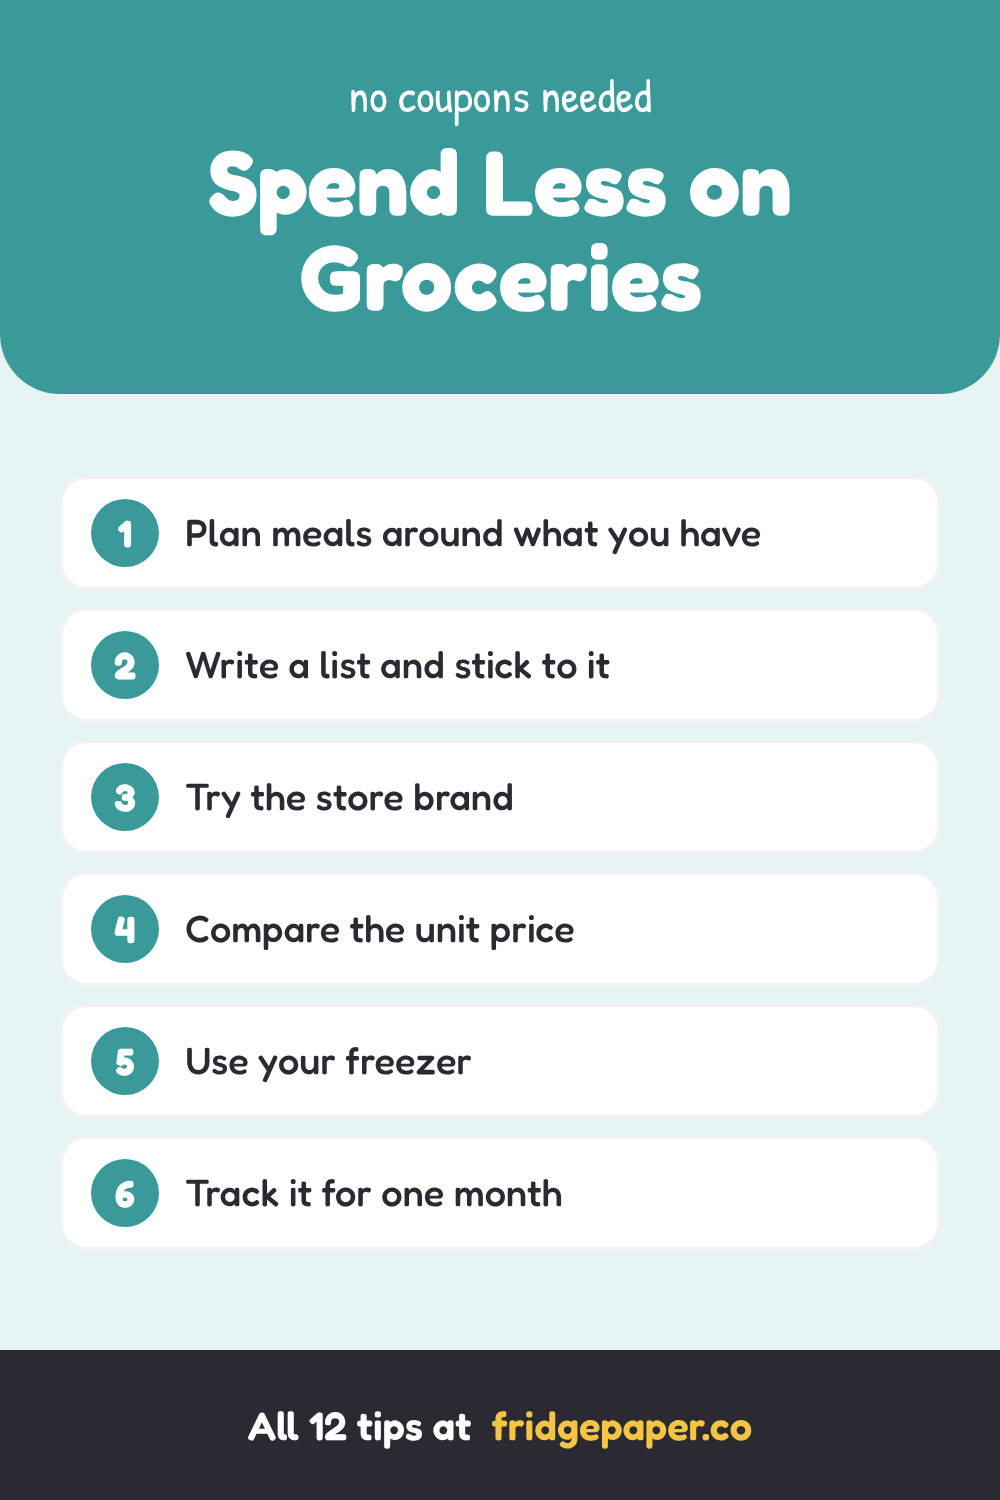 no coupons needed
Spend Less on
Groceries
1 Plan meals around what you have
2 Write a list and stick to it
3 Try the store brand
4 Compare the unit price
5 Use your freezer
6 Track it for one month
All 12 tips at fridgepaper.co